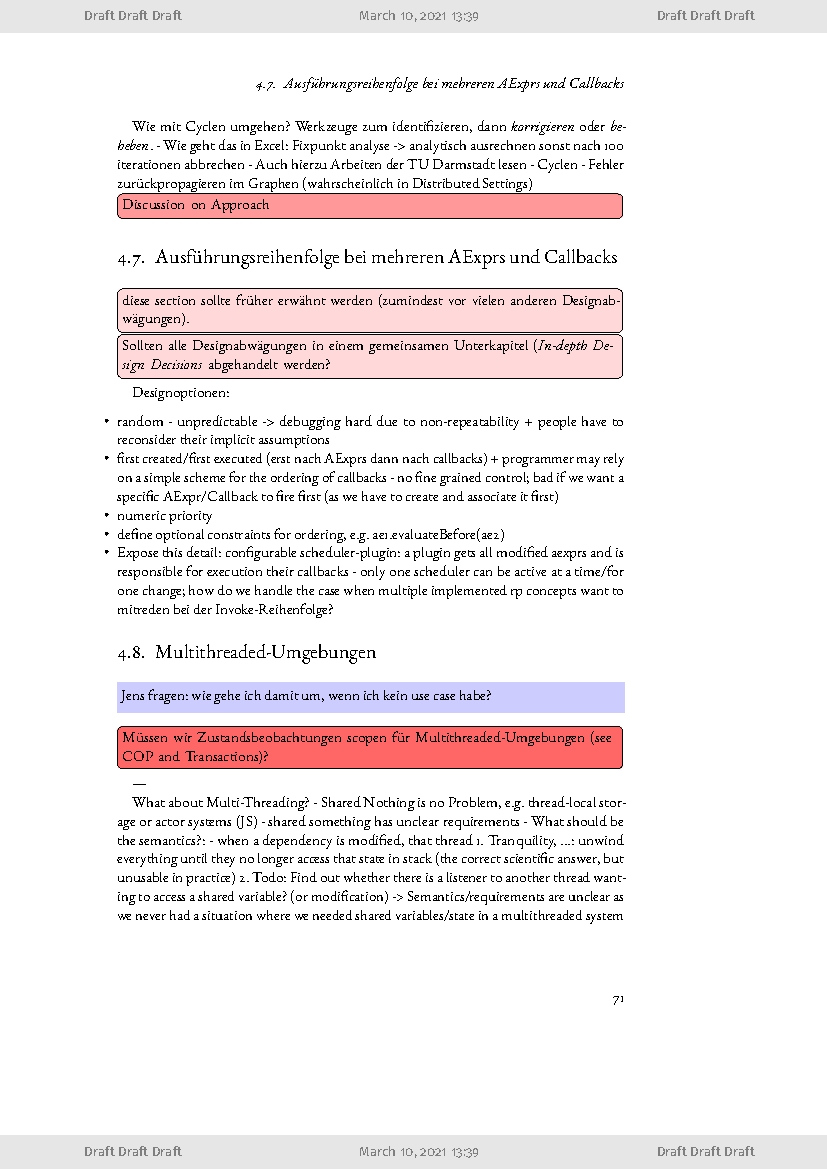 Draft Draft Draft March 10, 2021 13:39 Draft Draft Draft
4.7. Ausführungsreihenfolge bei mehreren AExprs und Callbacks
Wie mit Cyclen umgehen? Werkzeuge zum identifizieren, dann korrigieren oder be-
heben. - Wie geht das in Excel: Fixpunkt analyse -> analytisch ausrechnen sonst nach 100
iterationen abbrechen - Auch hierzu Arbeiten der TU Darmstadt lesen - Cyclen - Fehler
zurückpropagieren im Graphen (wahrscheinlich in Distributed Settings)
Discussion on Approach
4.7. Ausführungsreihenfolge bei mehreren AExprs und Callbacks
diese section sollte früher erwähnt werden (zumindest vor vielen anderen Designab-
wägungen).
Sollten alle Designabwägungen in einem gemeinsamen Unterkapitel (In-depth De-
sign Decisions abgehandelt werden?
Designoptionen:
• random - unpredictable -> debugging hard due to non-repeatability + people have to
reconsider their implicit assumptions
• first created/first executed (erst nach AExprs dann nach callbacks) + programmer may rely
on a simple scheme for the ordering of callbacks - no fine grained control; bad if we want a
specific AExpr/Callback to fire first (as we have to create and associate it first)
• numeric priority
• define optional constraints for ordering, e.g. ae1.evaluateBefore(ae2)
• Expose this detail: configurable scheduler-plugin: a plugin gets all modified aexprs and is
responsible for execution their callbacks - only one scheduler can be active at a time/for
one change; how do we handle the case when multiple implemented rp concepts want to
mitreden bei der Invoke-Reihenfolge?
4.8. Multithreaded-Umgebungen
Jens fragen: wie gehe ich damit um, wenn ich kein use case habe?
Müssen wir Zustandsbeobachtungen scopen für Multithreaded-Umgebungen (see
COP and Transactions)?
—
What about Multi-Threading? - Shared Nothing is no Problem, e.g. thread-local stor-
age or actor systems (JS) - shared something has unclear requirements - What should be
the semantics?: - when a dependency is modified, that thread 1. Tranquility, ...: unwind
everything until they no longer access that state in stack (the correct scientific answer, but
unusable in practice) 2. Todo: Find out whether there is a listener to another thread want-
ing to access a shared variable? (or modification) -> Semantics/requirements are unclear as
we never had a situation where we needed shared variables/state in a multithreaded system
71
Draft Draft Draft March 10, 2021 13:39 Draft Draft Draft